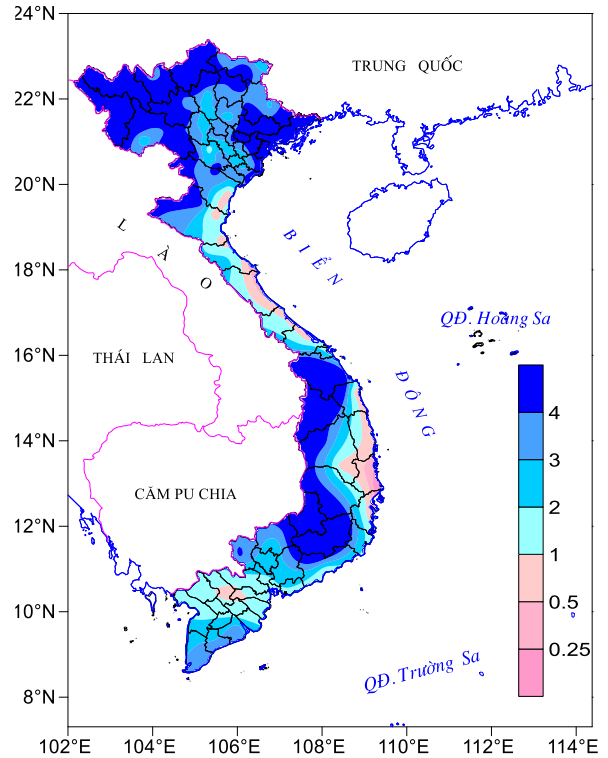 24°N
TRUNG QUỐC
22°N
20°N
LÀO
BIỂN
18°N
QĐ. Hoàng Sa
16°N
THÁI LAN
ĐÔNG
4
14°N
3
CĂM PU CHIA
2
12°N
1
10°N
0.5
0.25
QĐ. Trường Sa
8°N
102°E 104°E 106°E 108°E 110°E 112°E 114°E